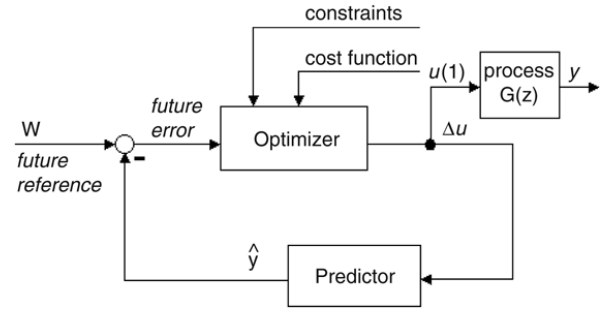 constraints
cost function
u(1)
process
G(z)
y
future
error
W
future
reference
-
Optimizer
Δu
ŷ
Predictor